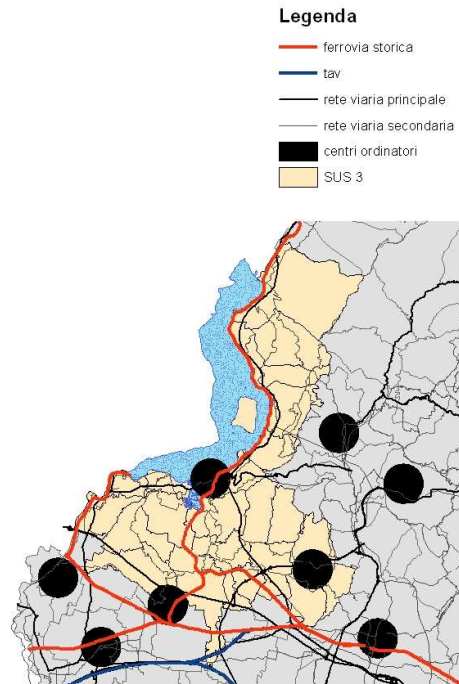 Legenda
ferrovia storica
tav
rete viaria principale
rete viaria secondaria
centri ordinatori
SUS 3